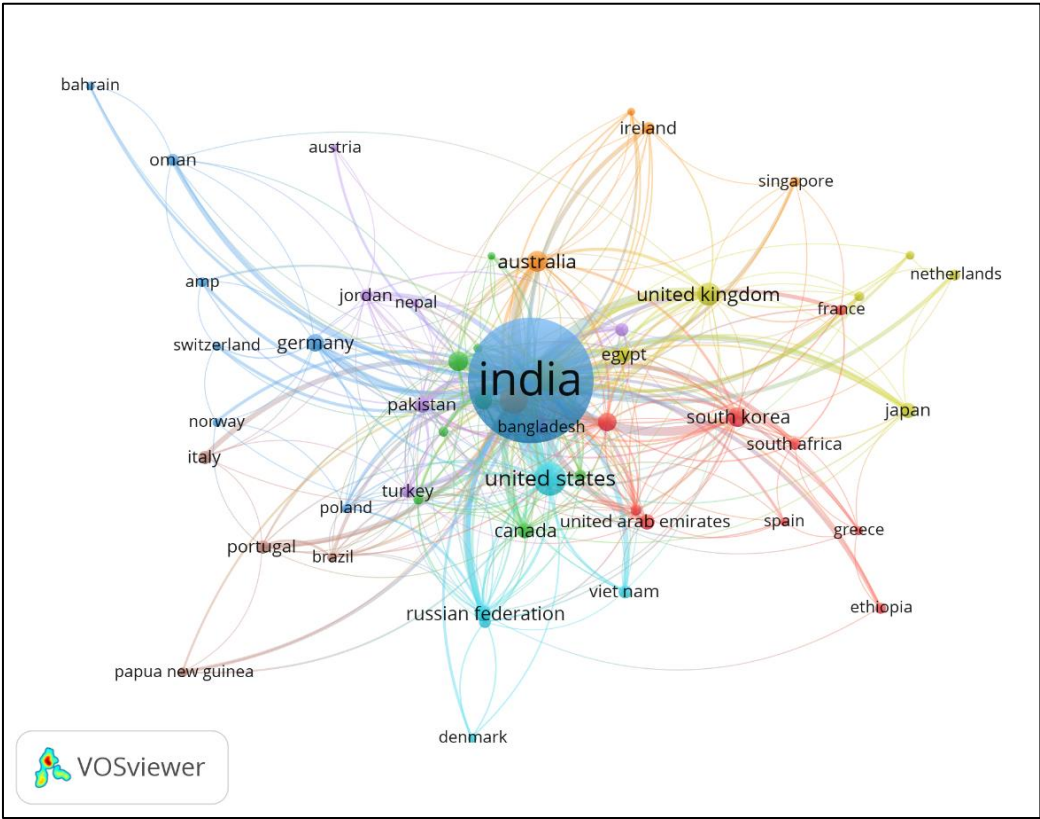 bahrain
ireland
austria
oman
singapore
australia
netherlands
amp
jordan
nepal
united kingdom
france
switzerland
germany
egypt
india
pakistan
bangladesh
south korea
japan
norway
south africa
italy
united states
turkey
poland
canada
united arab emirates
spain
greece
portugal
brazil
viet nam
russian federation
ethiopia
papua new guinea
denmark
VOSviewer